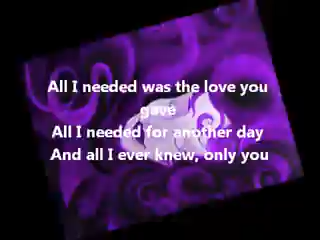 All I needed was the love you
gave
All I needed for another day
And all I ever knew, only you